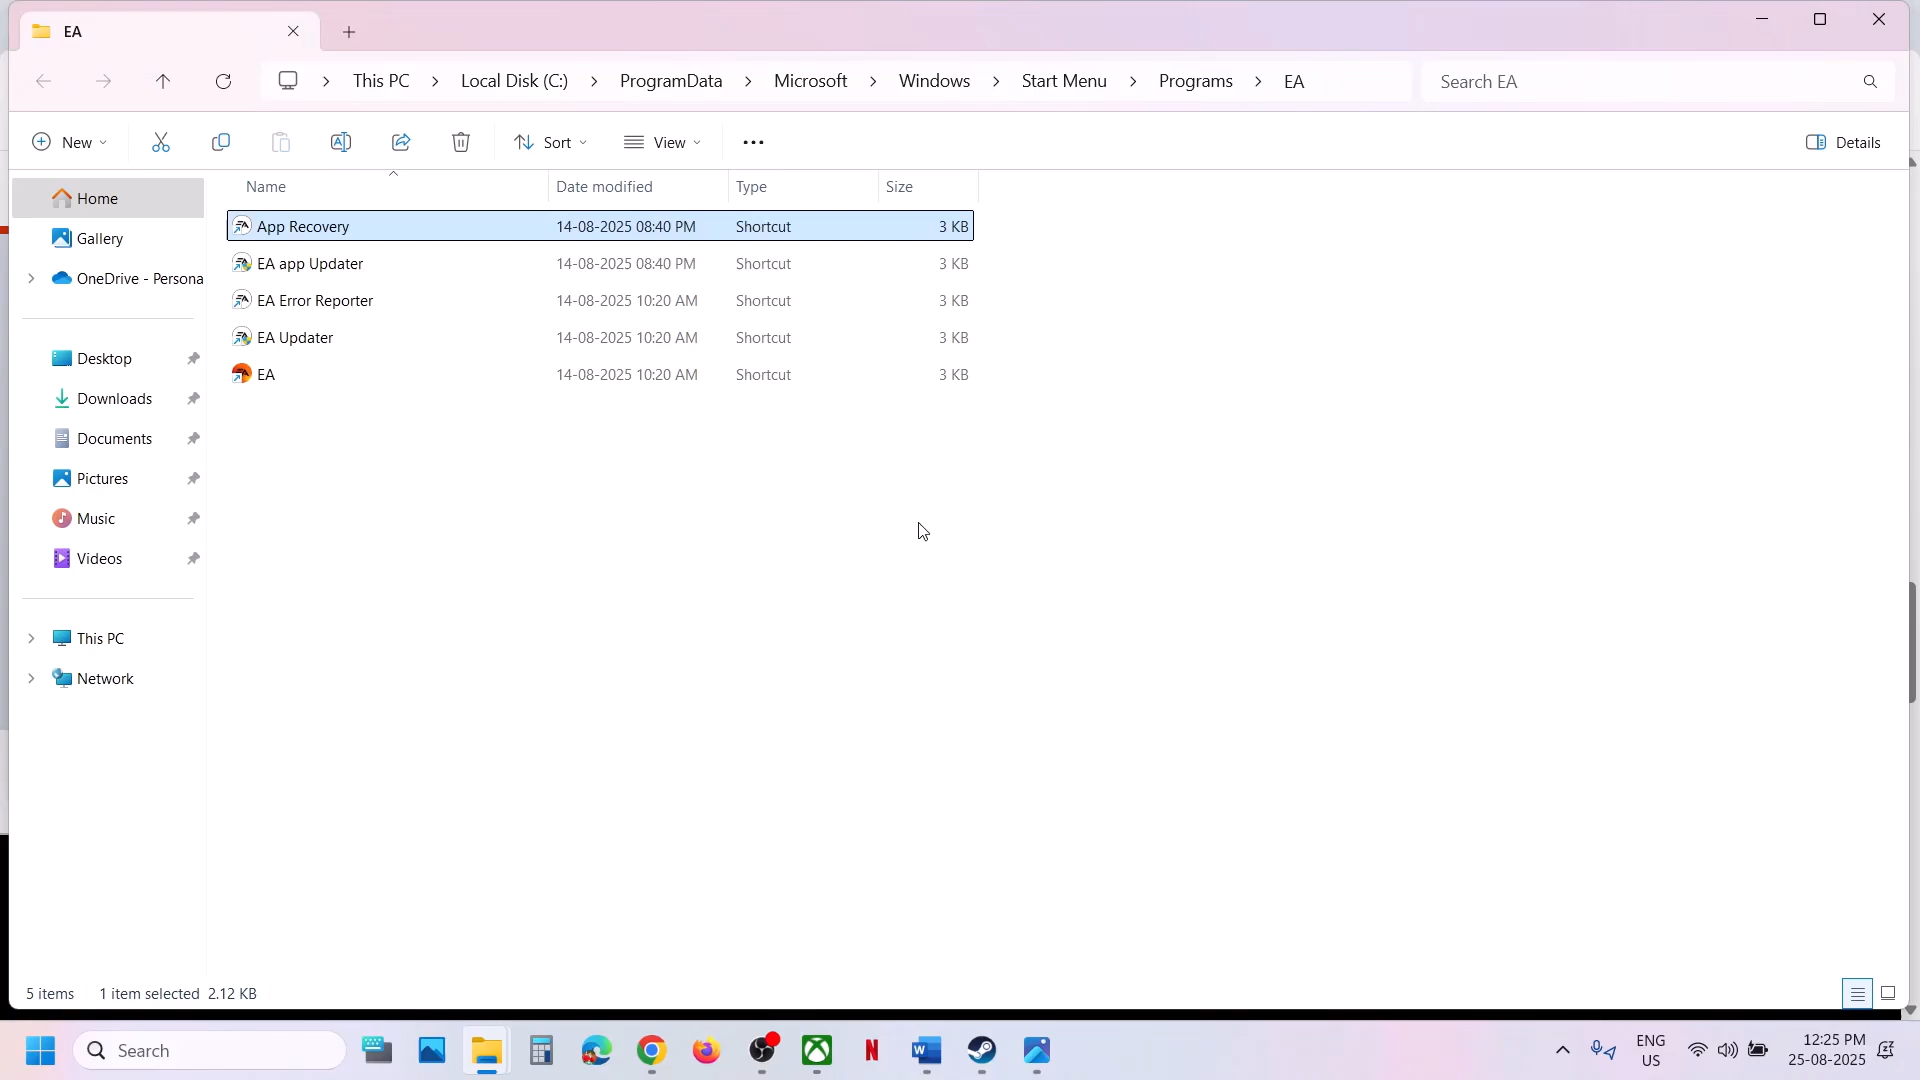 EA
This PC
Local Disk (C:)
ProgramData
Microsoft
Windows
Start Menu
Programs
EA
Search EA
New
Sort
View
Details
Name
Date modified
Type
Size
App Recovery 14-08-2025 08:40 PM Shortcut 3 KB
EA app Updater 14-08-2025 08:40 PM Shortcut 3 KB
EA Error Reporter 14-08-2025 10:20 AM Shortcut 3 KB
EA Updater 14-08-2025 10:20 AM Shortcut 3 KB
EA 14-08-2025 10:20 AM Shortcut 3 KB
Home
Gallery
OneDrive - Persona
Desktop
Downloads
Documents
Pictures
Music
Videos
This PC
Network
5 items 1 item selected 2.12 KB
Search
ENG
US
12:25 PM
25-08-2025